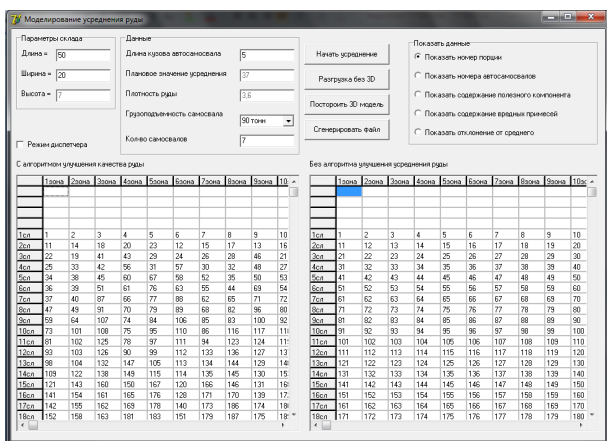 Моделирование усреднения руды
Параметры склада
Длина = 50
Ширина = 20
Высота = 7
Режим диспетчера
Данные
Длина кузова автосамосвала 5
Плановое значение усреднения 37
Плотность руды 3,6
Грузоподъемность самосвала 90 тонн
Кол-во самосвалов 7
Начать усреднение
Разгрузка без 3D
Постороить 3D модель
Сгенерировать файл
Показать данные
Показать номер порции
Показать номера автосамосвалов
Показать содержание полезного компонента
Показать содержание вредных примесей
Показать отклонение от среднего
С алгоритмом улучшения качества руды
1зона 2зона 3зона 4зона 5зона 6зона 7зона 8зона 9зона 10
1сл 1 2 3 4 5 6 7 8 9 10
2сл 11 14 18 20 23 12 15 17 13 16
3сл 22 19 41 43 29 24 26 28 46 21
4сл 25 33 42 56 31 57 30 32 48 27
5сл 34 38 45 60 67 58 52 35 50 53
6сл 36 39 51 61 76 63 55 44 69 54
7сл 37 40 87 66 77 88 62 65 71 72
8сл 47 49 91 70 79 89 68 82 96 80
9сл 59 64 107 74 84 106 85 83 100 92
10сл 73 101 108 75 95 110 86 116 117 11
11сл 81 102 125 78 97 111 94 123 124 11
12сл 93 103 126 90 99 112 133 136 127 13
13сл 98 104 132 147 105 113 134 144 129 14
14сл 109 122 138 149 115 114 135 145 130 15
15сл 121 143 160 150 167 120 166 146 131 16
16сл 141 154 161 165 176 128 171 170 139 17
17сл 142 155 162 169 178 140 173 186 174 18
18сл 152 158 163 181 183 151 179 187 175 18
Без алгоритма улучшения усреднения руды
1зона 2зона 3зона 4зона 5зона 6зона 7зона 8зона 9зона 10зс
1сл 1 2 3 4 5 6 7 8 9 10
2сл 11 12 13 14 15 16 17 18 19 20
3сл 21 22 23 24 25 26 27 28 29 30
4сл 31 32 33 34 35 36 37 38 39 40
5сл 41 42 43 44 45 46 47 48 49 50
6сл 51 52 53 54 55 56 57 58 59 60
7сл 61 62 63 64 65 66 67 68 69 70
8сл 71 72 73 74 75 76 77 78 79 80
9сл 81 82 83 84 85 86 87 88 89 90
10сл 91 92 93 94 95 96 97 98 99 100
11сл 101 102 103 104 105 106 107 108 109 110
12сл 111 112 113 114 115 116 117 118 119 120
13сл 121 122 123 124 125 126 127 128 129 130
14сл 131 132 133 134 135 136 137 138 139 140
15сл 141 142 143 144 145 146 147 148 149 150
16сл 151 152 153 154 155 156 157 158 159 160
17сл 161 162 163 164 165 166 167 168 169 170
18сл 171 172 173 174 175 176 177 178 179 180